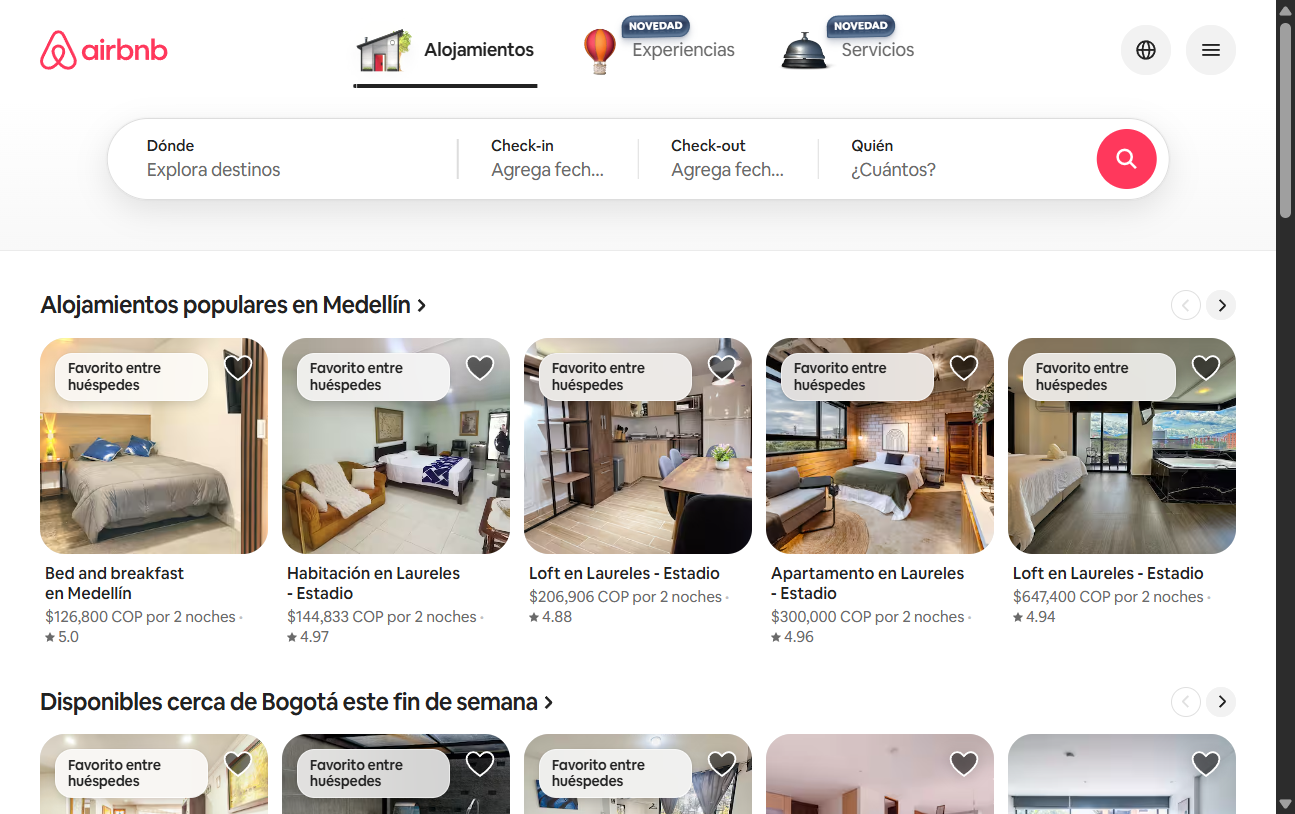 airbnb
Alojamientos
NOVEDAD
Experiencias
NOVEDAD
Servicios
Dónde
Explora destinos
Check-in
Agrega fech...
Check-out
Agrega fech...
Quién
¿Cuántos?
Alojamientos populares en Medellín
Favorito entre
huéspedes
Favorito entre
huéspedes
Favorito entre
huéspedes
Favorito entre
huéspedes
Favorito entre
huéspedes
Bed and breakfast
en Medellín
$126,800 COP por 2 noches ·
5.0
Habitación en Laureles
- Estadio
$144,833 COP por 2 noches ·
4.97
Loft en Laureles - Estadio
$206,906 COP por 2 noches ·
4.88
Apartamento en Laureles
- Estadio
$300,000 COP por 2 noches ·
4.96
Loft en Laureles - Estadio
$647,400 COP por 2 noches ·
4.94
Disponibles cerca de Bogotá este fin de semana
Favorito entre
huéspedes
Favorito entre
huéspedes
Favorito entre
huéspedes